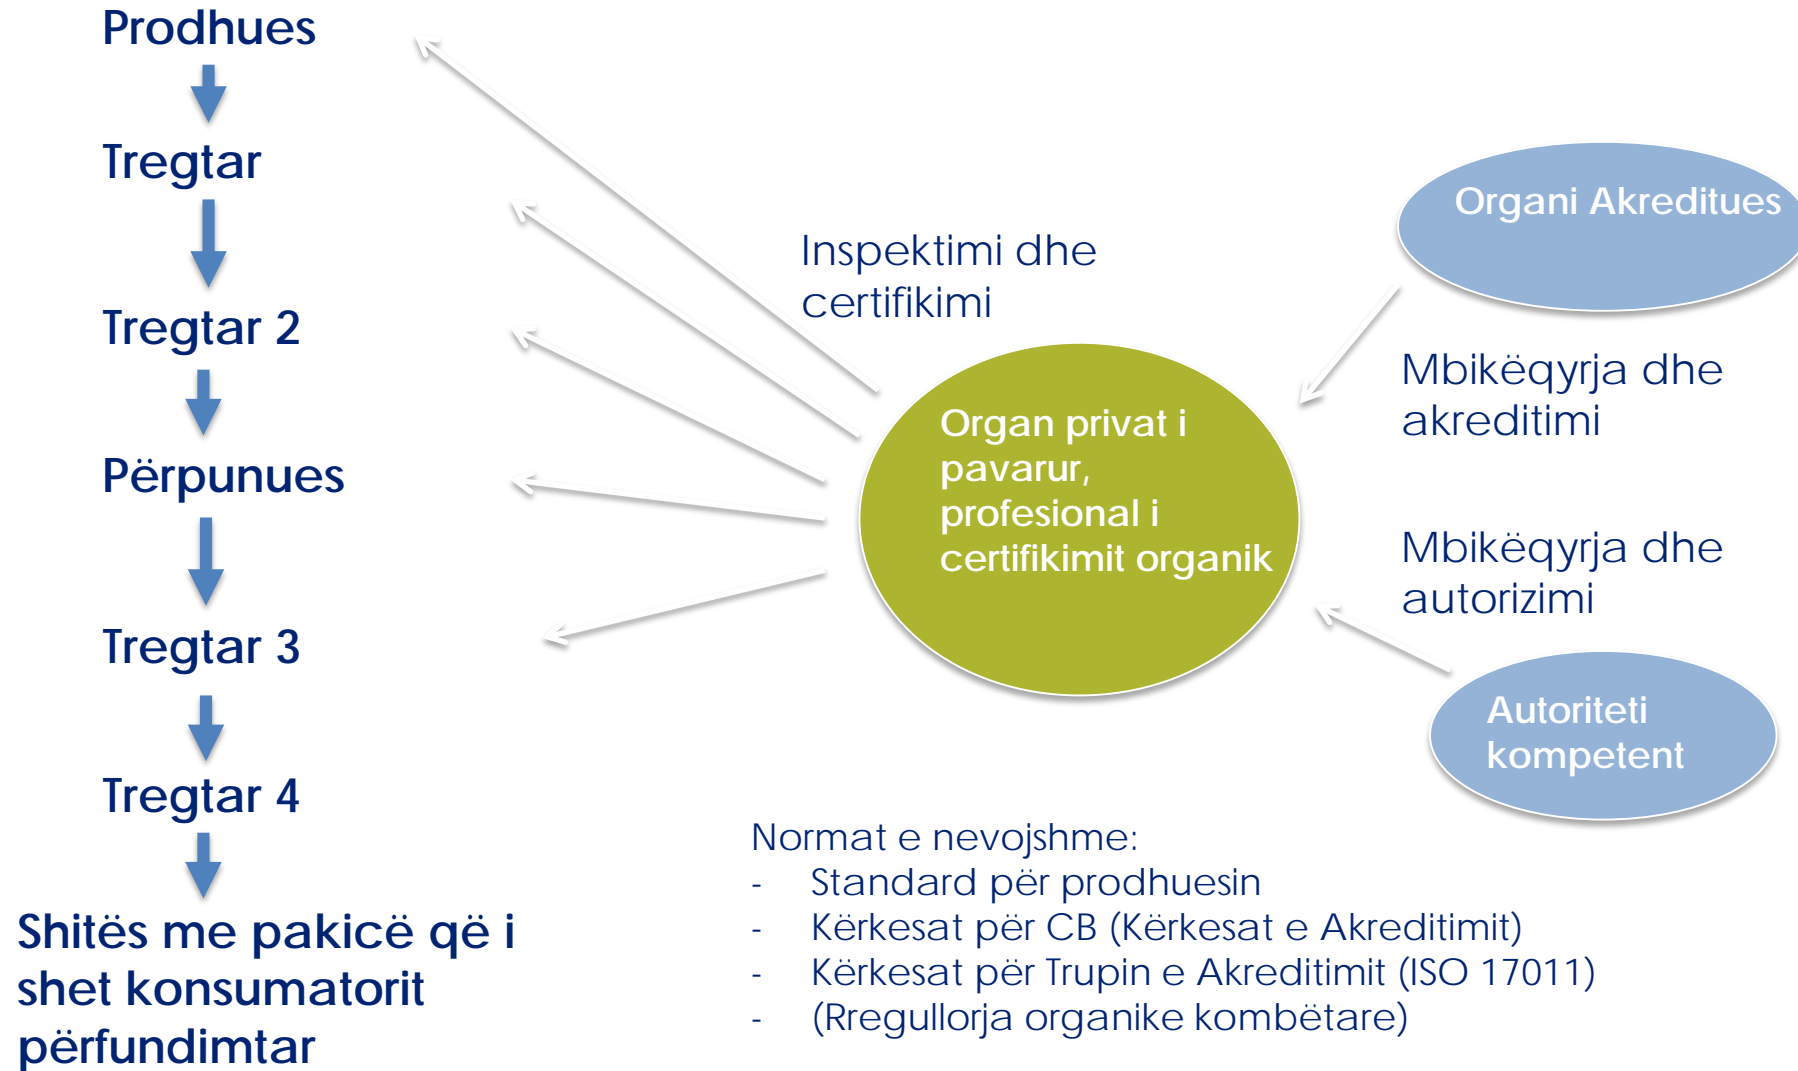 Prodhues
Tregtar
Tregtar 2
Përpunues
Tregtar 3
Tregtar 4
Shitës me pakicë që i
shet konsumatorit
përfundimtar
Inspektimi dhe
certifikimi
Organ privat i
pavarur,
profesional i
certifikimit organik
Organi Akreditues
Mbikëqyrja dhe
akreditimi
Mbikëqyrja dhe
autorizimi
Autoriteti
kompetent
Normat e nevojshme:
- Standard për prodhuesin
- Kërkesat për CB (Kërkesat e Akreditimit)
- Kërkesat për Trupin e Akreditimit (ISO 17011)
- (Rregullorja organike kombëtare)